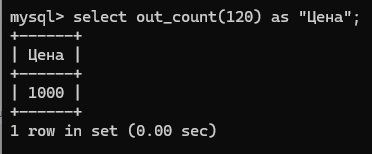 mysql> select out_count(120) as "Цена";
+------+
| Цена |
+------+
| 1000 |
+------+
1 row in set (0.00 sec)